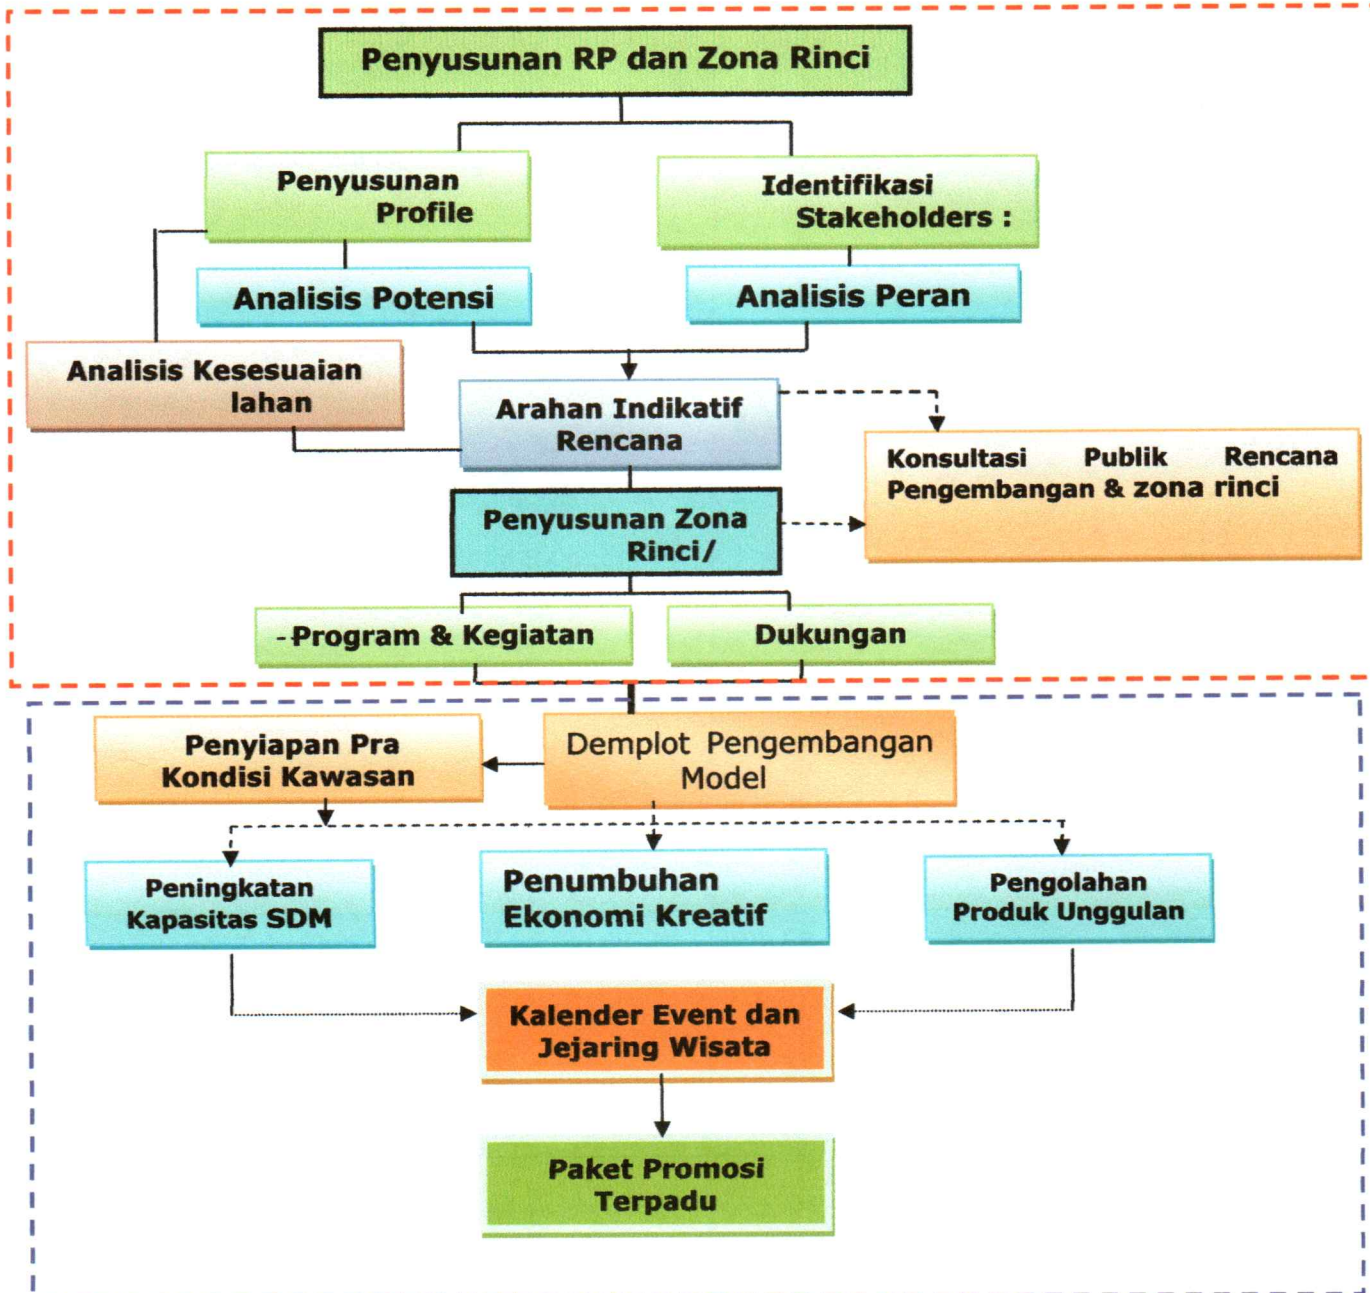 Penyusunan RP dan Zona Rinci
Penyusunan
Profile
Identifikasi
Stakeholders :
Analisis Potensi
Analisis Peran
Analisis Kesesuaian
lahan
Arahan Indikatif
Rencana
Konsultasi Publik Rencana
Pengembangan & zona rinci
Penyusunan Zona
Rinci/
-Program & Kegiatan
Dukungan
Penyiapan Pra
Kondisi Kawasan
Demplot Pengembangan
Model
Peningkatan
Kapasitas SDM
Penumbuhan
Ekonomi Kreatif
Pengolahan
Produk Unggulan
Kalender Event dan
Jejaring Wisata
Paket Promosi
Terpadu